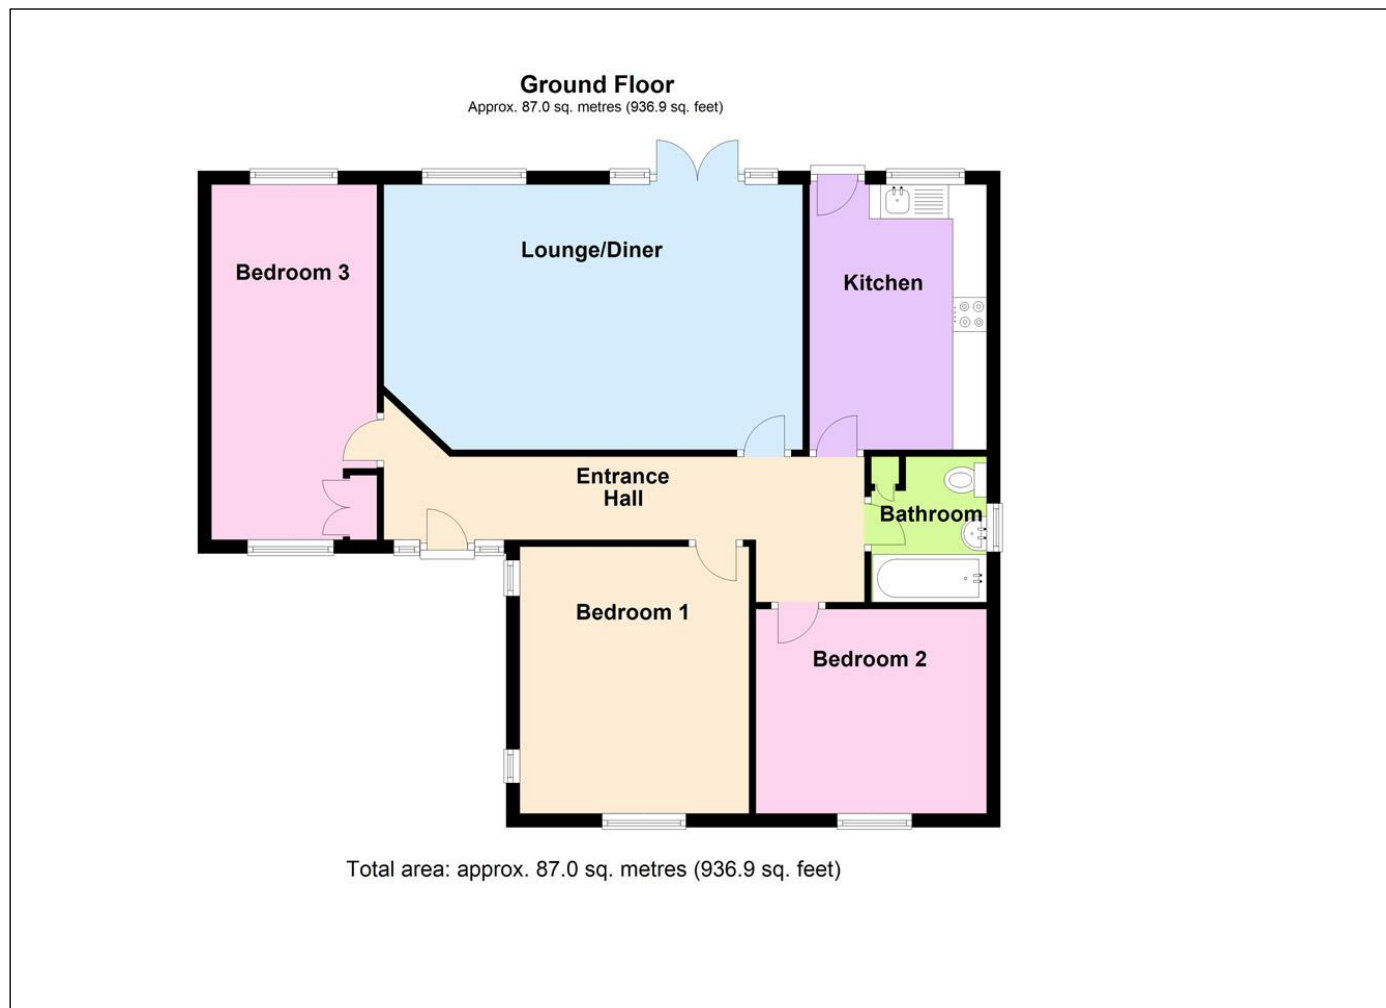 Ground Floor
Approx. 87.0 sq. metres (936.9 sq. feet)
Lounge/Diner
Bedroom 3
Kitchen
Entrance
Hall
Bathroom
Bedroom 1
Bedroom 2
Total area: approx. 87.0 sq. metres (936.9 sq. feet)